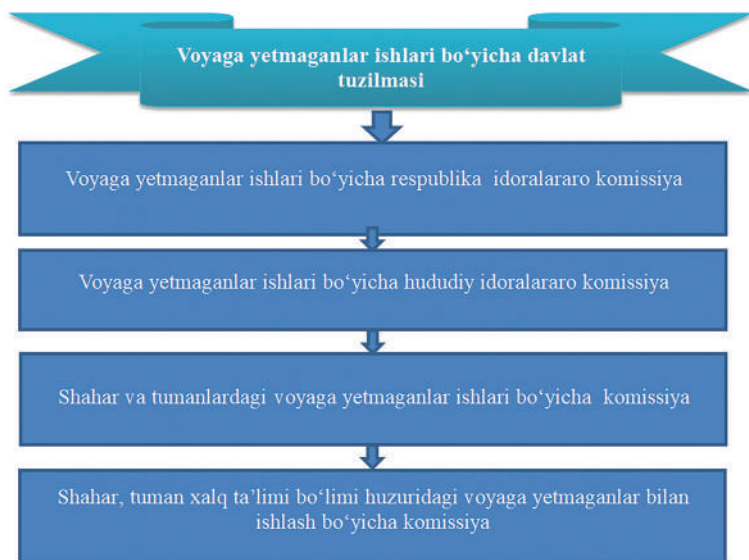 Voyaga yetmaganlar ishlari bo‘yicha davlat
tuzilmasi
Voyaga yetmaganlar ishlari bo‘yicha respublika idoralararo komissiya
Voyaga yetmaganlar ishlari bo‘yicha hududiy idoralararo komissiya
Shahar va tumanlardagi voyaga yetmaganlar ishlari bo‘yicha komissiya
Shahar, tuman xalq ta’limi bo‘limi huzuridagi voyaga yetmaganlar bilan
ishlash bo‘yicha komissiya